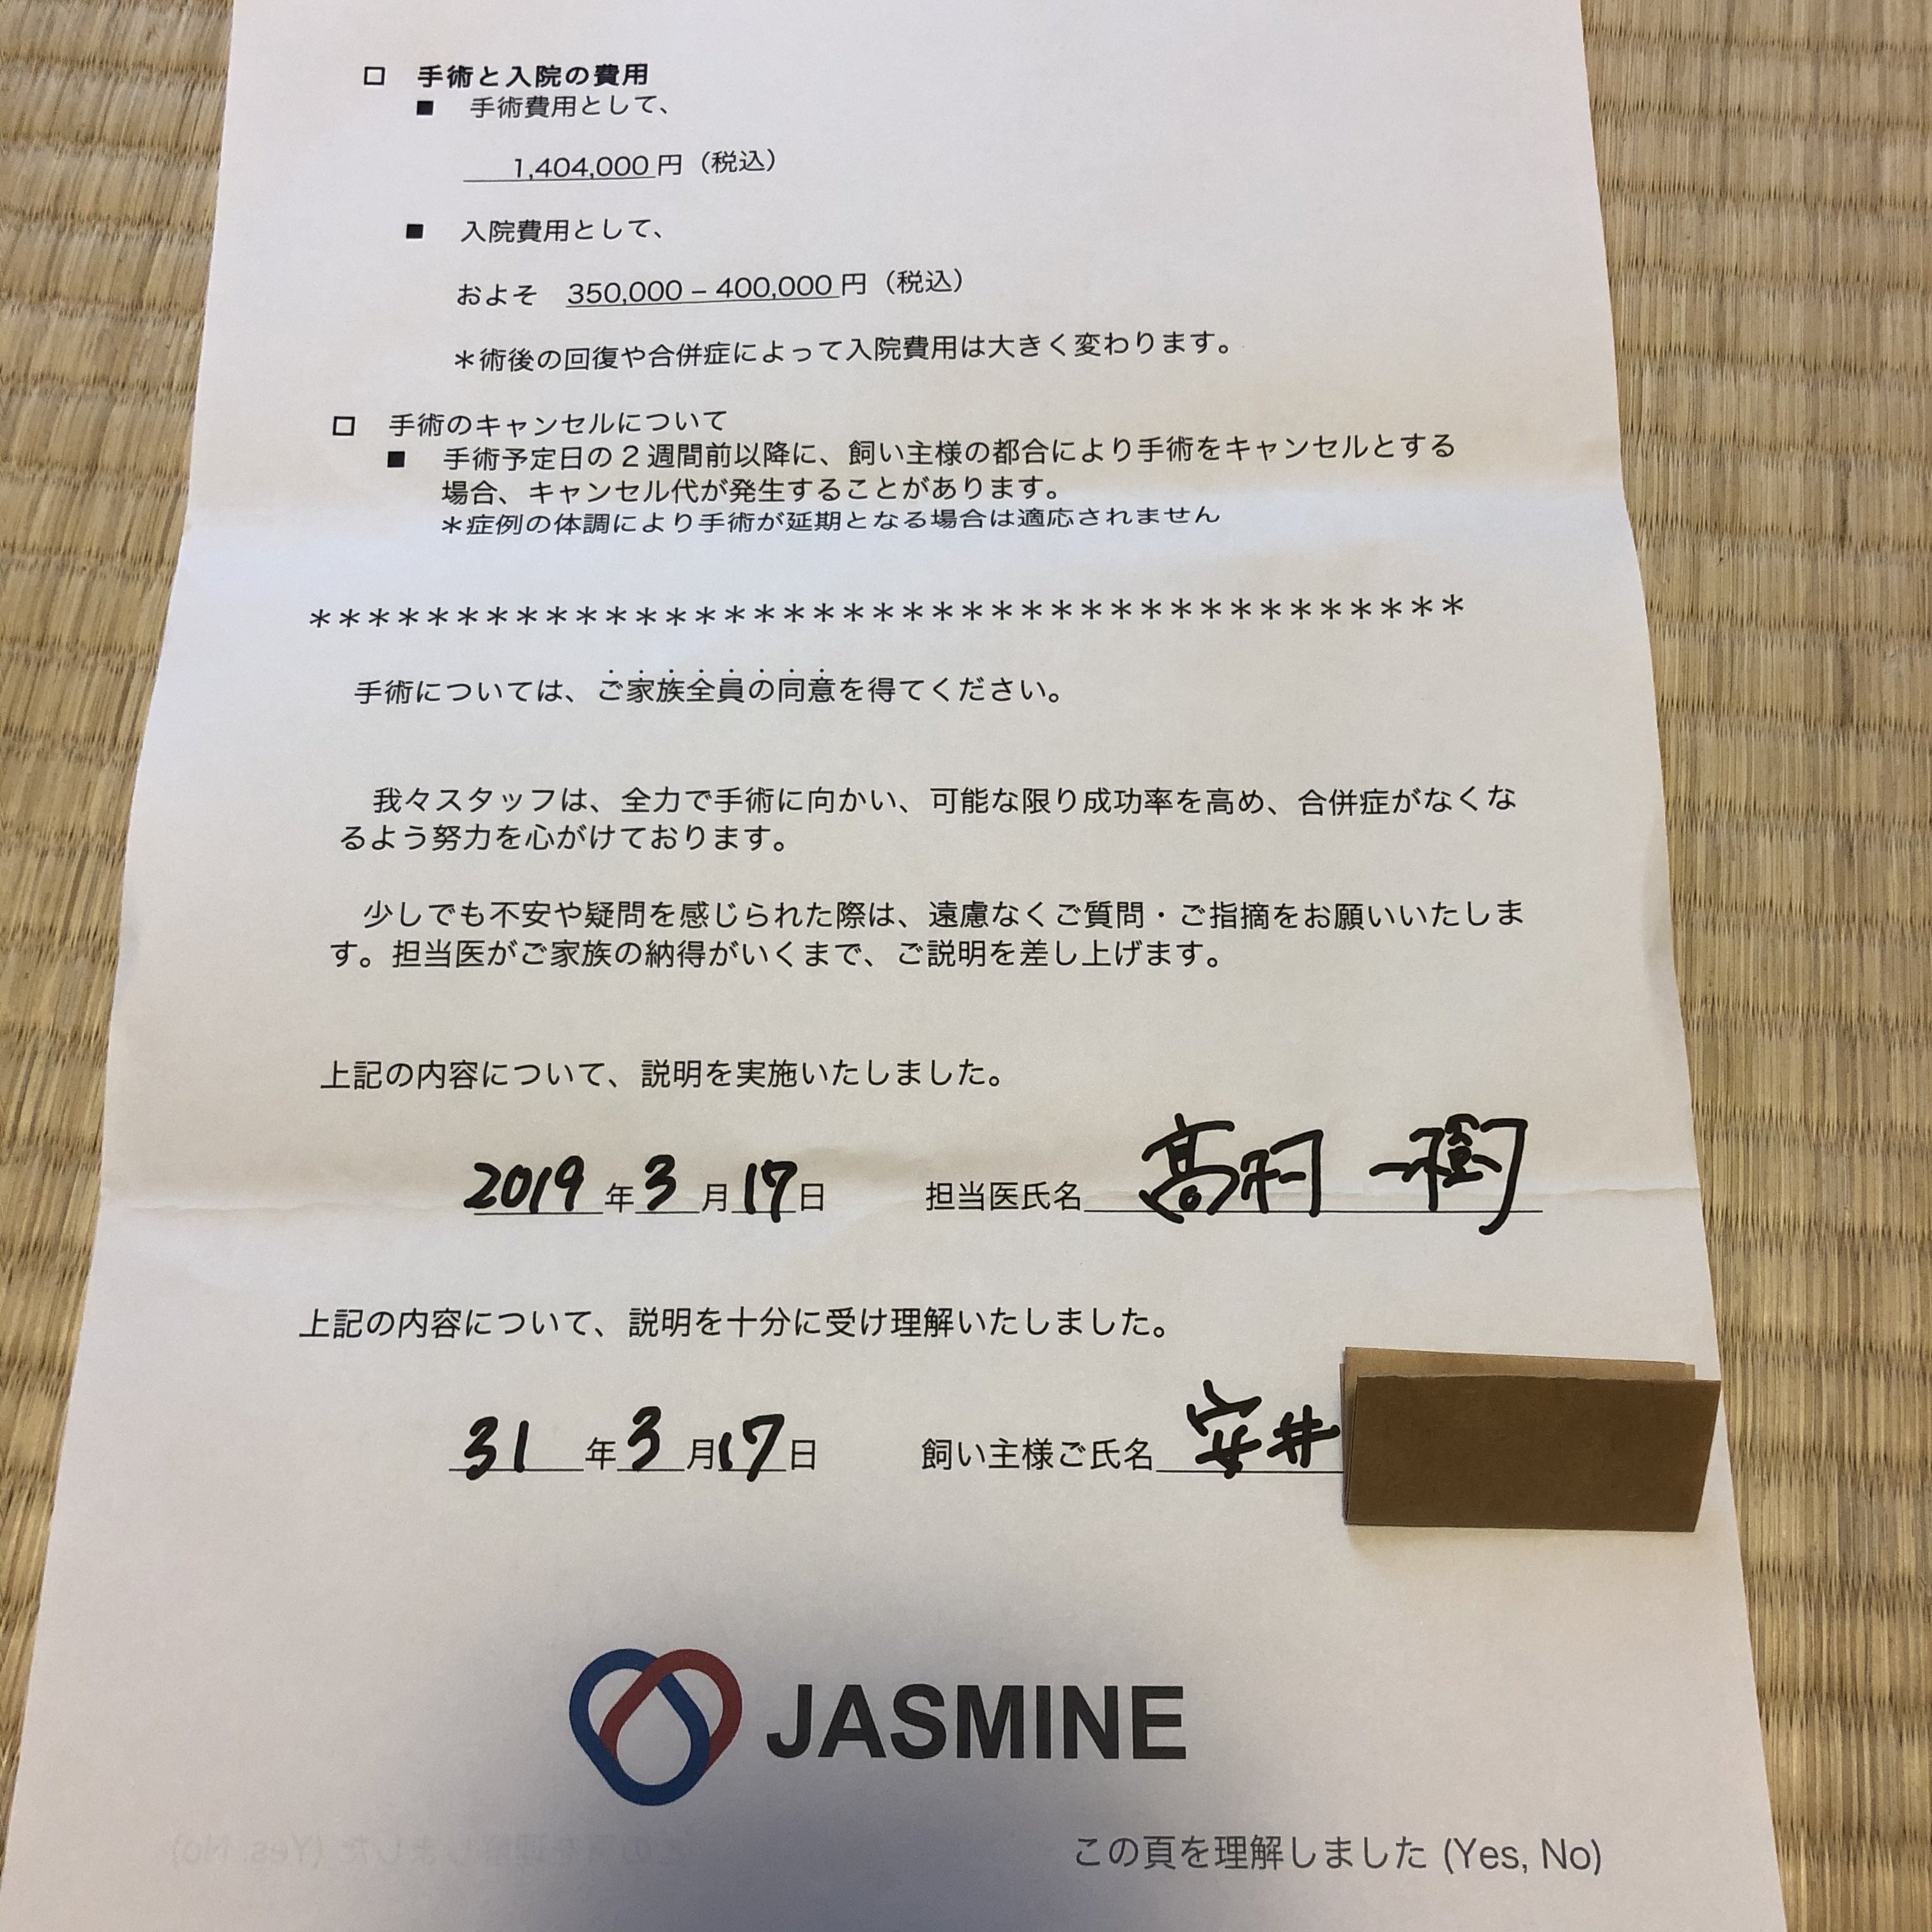 □ 手術と入院の費用
■ 手術費用として、
1,404,000円（税込）
■ 入院費用として、
およそ 350,000 – 400,000円（税込）
＊術後の回復や合併症によって入院費用は大きく変わります。
□ 手術のキャンセルについて
■ 手術予定日の2週間前以降に、飼い主様の都合により手術をキャンセルとする
場合、キャンセル代が発生することがあります。
＊症例の体調により手術が延期となる場合は適応されません
＊＊＊＊＊＊＊＊＊＊＊＊＊＊＊＊＊＊＊＊＊＊＊＊＊＊＊＊＊＊＊＊＊＊＊＊＊＊＊
手術については、ご家族全員の同意を得てください。
我々スタッフは、全力で手術に向かい、可能な限り成功率を高め、合併症がなくな
るよう努力を心がけております。
少しでも不安や疑問を感じられた際は、遠慮なくご質問・ご指摘をお願いいたしま
す。担当医がご家族の納得がいくまで、ご説明を差し上げます。
上記の内容について、説明を実施いたしました。
2019年3月17日 担当医氏名 髙村 一樹
上記の内容について、説明を十分に受け理解いたしました。
31年3月17日 飼い主様ご氏名 安井
JASMINE
この頁を理解しました (Yes, No)